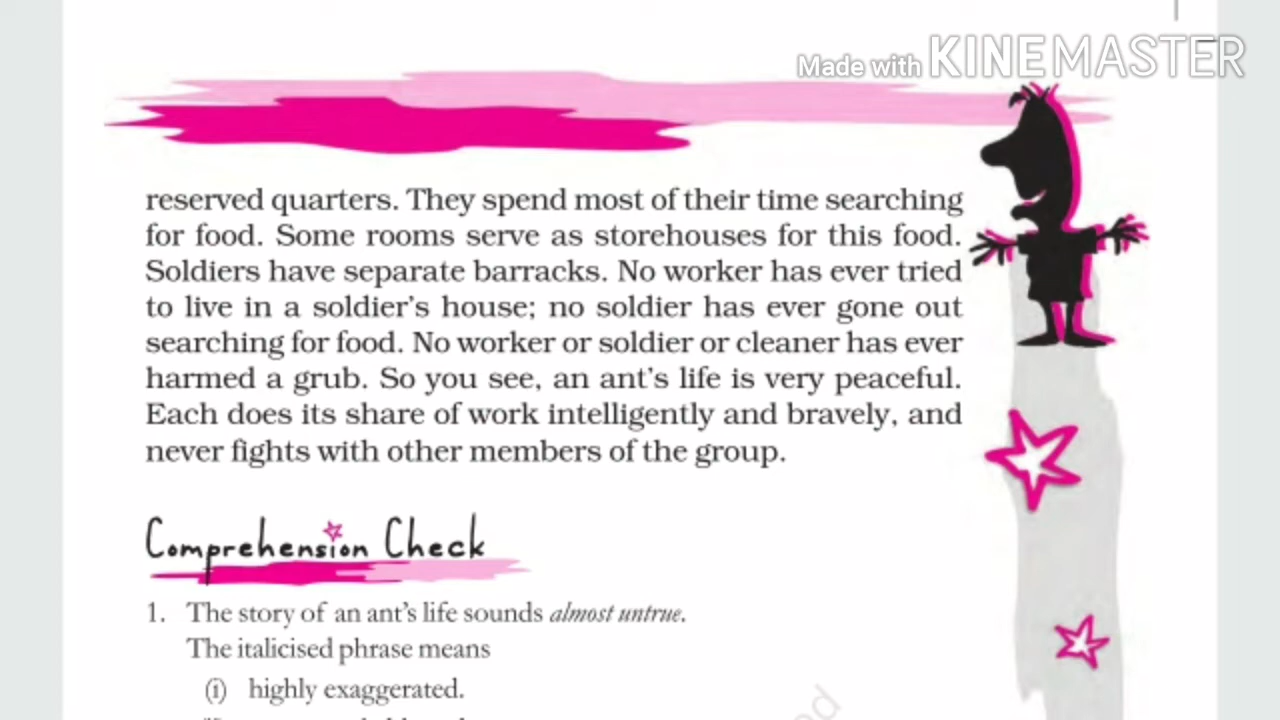 Made with KINEMASTER
reserved quarters. They spend most of their time searching
for food. Some rooms serve as storehouses for this food.
Soldiers have separate barracks. No worker has ever tried
to live in a soldier's house; no soldier has ever gone out
searching for food. No worker or soldier or cleaner has ever
harmed a grub. So you see, an ant's life is very peaceful.
Each does its share of work intelligently and bravely, and
never fights with other members of the group.
Comprehension Check
1. The story of an ant's life sounds almost untrue.
The italicised phrase means
(i) highly exaggerated.